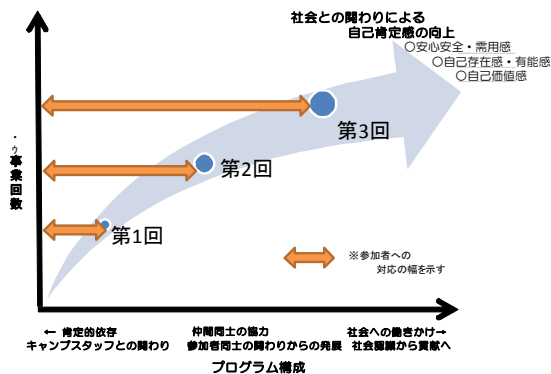 社会との関わりによる
自己肯定感の向上
○安心安全・需用感
○自己存在感・有能感
○自己価値感
第3回
第2回
第1回
事業回数
※参加者への
対応の幅を示す
← 肯定的依存
キャンプスタッフとの関わり
仲間同士の協力
参加者同士の関わりからの発展
社会への働きかけ→
社会認識から貢献へ
プログラム構成